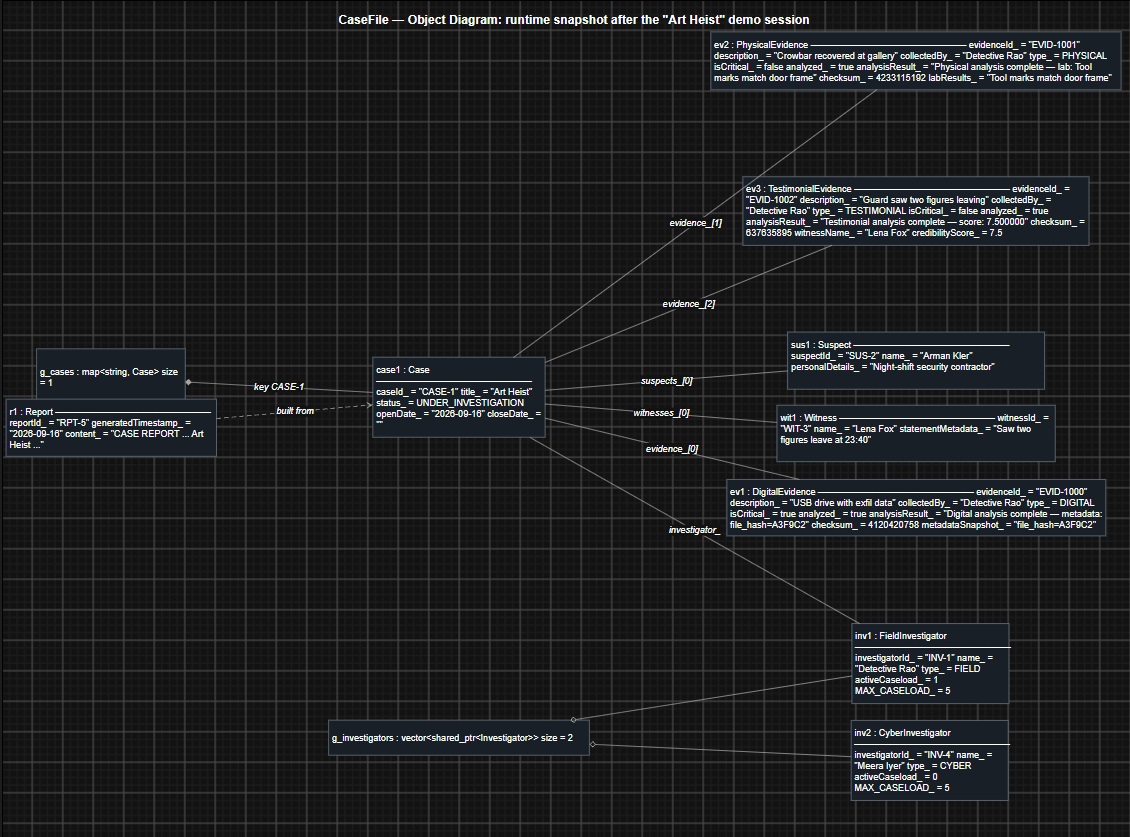 CaseFile — Object Diagram: runtime snapshot after the "Art Heist" demo session
ev2 : PhysicalEvidence ——————————————— evidenceId_ = "EVID-1001"
description_ = "Crowbar recovered at gallery" collectedBy_ = "Detective Rao" type_ = PHYSICAL
isCritical_ = false analyzed_ = true analysisResult_ = "Physical analysis complete — lab: Tool
marks match door frame" checksum_ = 4233115192 labResults_ = "Tool marks match door frame"
ev3 : TestimonialEvidence ——————————————— evidenceId_ =
"EVID-1002" description_ = "Guard saw two figures leaving" collectedBy_ =
"Detective Rao" type_ = TESTIMONIAL isCritical_ = false analyzed_ = true
analysisResult_ = "Testimonial analysis complete — score: 7.500000" checksum_ =
637635895 witnessName_ = "Lena Fox" credibilityScore_ = 7.5
evidence_[1]
evidence_[2]
sus1 : Suspect ———————————————
suspectId_ = "SUS-2" name_ = "Arman Kler"
personalDetails_ = "Night-shift security contractor"
g_cases : map<string, Case> size
= 1
key CASE-1
case1 : Case
———————————————
caseId_ = "CASE-1" title_ = "Art Heist"
status_ = UNDER_INVESTIGATION
openDate_ = "2026-09-16" closeDate_ =
""
suspects_[0]
r1 : Report ———————————————
reportId_ = "RPT-5" generatedTimestamp_ =
"2026-09-16" content_ = "CASE REPORT ... Art
Heist ..."
built from
witnesses_[0]
wit1 : Witness ——————————————— witnessId_ =
"WIT-3" name_ = "Lena Fox" statementMetadata_ = "Saw two
figures leave at 23:40"
evidence_[0]
ev1 : DigitalEvidence ——————————————— evidenceId_ = "EVID-1000"
description_ = "USB drive with exfil data" collectedBy_ = "Detective Rao" type_ = DIGITAL
isCritical_ = true analyzed_ = true analysisResult_ = "Digital analysis complete — metadata:
file_hash=A3F9C2" checksum_ = 4120420758 metadataSnapshot_ = "file_hash=A3F9C2"
investigator_
inv1 : FieldInvestigator
———————————————
investigatorId_ = "INV-1" name_ =
"Detective Rao" type_ = FIELD
activeCaseload_ = 1
MAX_CASELOAD_ = 5
g_investigators : vector<shared_ptr<Investigator>> size = 2
inv2 : CyberInvestigator
———————————————
investigatorId_ = "INV-4" name_ =
"Meera Iyer" type_ = CYBER
activeCaseload_ = 0
MAX_CASELOAD_ = 5